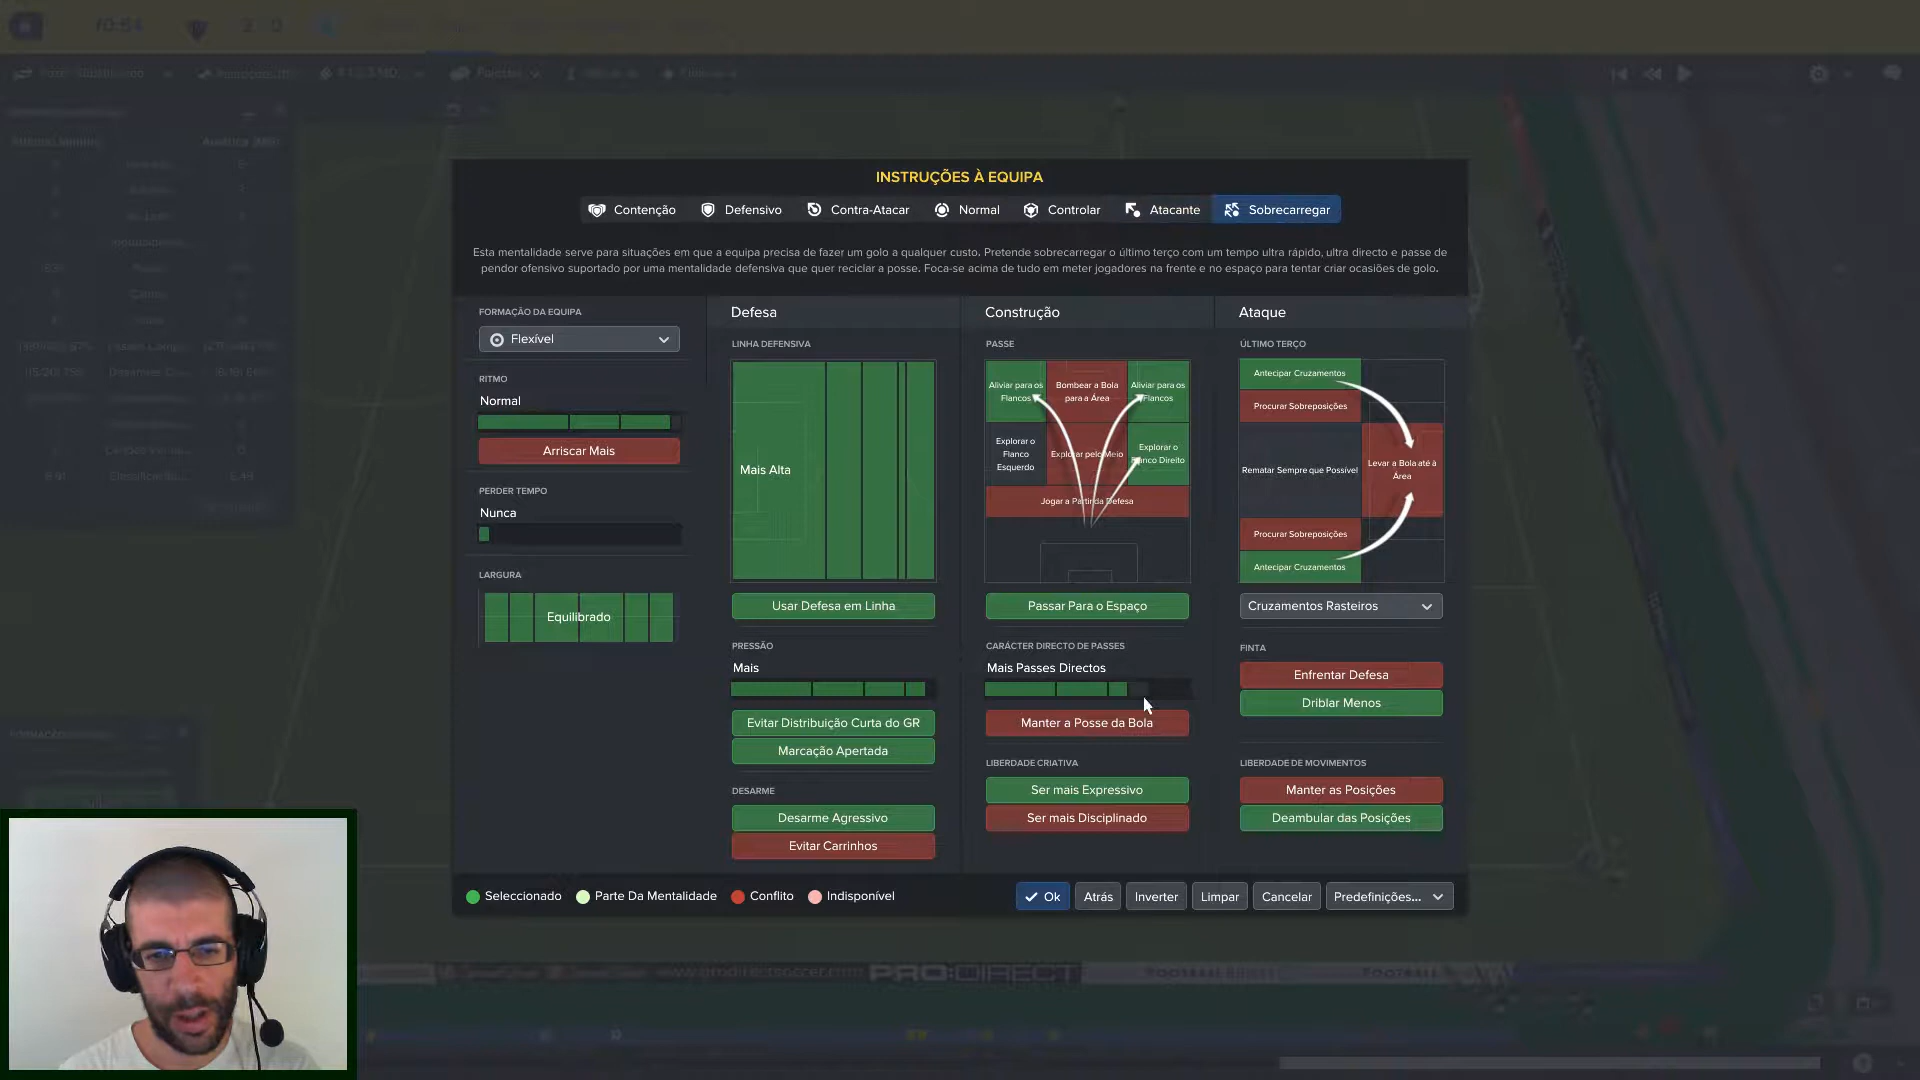 INSTRUÇÕES À EQUIPA
Contenção
Defensivo
Contra-Atacar
Normal
Controlar
Atacante
Sobrecarregar
Esta mentalidade serve para situações em que a equipa precisa de fazer um golo a qualquer custo. Pretende sobrecarregar o último terço com um tempo ultra rápido, ultra directo e passe de
pendor ofensivo suportado por uma mentalidade defensiva que quer reciclar a posse. Foca-se acima de tudo em meter jogadores na frente e no espaço para tentar criar ocasiões de golo.
FORMAÇÃO DA EQUIPA
Flexível
RITMO
Normal
Arriscar Mais
PERDER TEMPO
Nunca
LARGURA
Equilibrado
Defesa
LINHA DEFENSIVA
Mais Alta
Usar Defesa em Linha
PRESSÃO
Mais
Evitar Distribuição Curta do GR
Marcação Apertada
DESARME
Desarme Agressivo
Evitar Carrinhos
Construção
PASSE
Aliviar para os
Flancos
Bombear a Bola
para a Área
Aliviar para os
Flancos
Explorar o
Flanco
Esquerdo
Explorar pelo Meio
Explorar o
Flanco Direito
Jogar a Partir da Defesa
Passar Para o Espaço
CARÁCTER DIRECTO DE PASSES
Mais Passes Directos
Manter a Posse da Bola
LIBERDADE CRIATIVA
Ser mais Expressivo
Ser mais Disciplinado
Ataque
ÚLTIMO TERÇO
Antecipar Cruzamentos
Procurar Sobreposições
Rematar Sempre que Possível
Levar a Bola até à
Área
Procurar Sobreposições
Antecipar Cruzamentos
Cruzamentos Rasteiros
FINTA
Enfrentar Defesa
Driblar Menos
LIBERDADE DE MOVIMENTOS
Manter as Posições
Deambular das Posições
Seleccionado
Parte Da Mentalidade
Conflito
Indisponível
Ok
Atrás
Inverter
Limpar
Cancelar
Predefinições...
www.prodirectsoccer.com
PRO:DIRECT